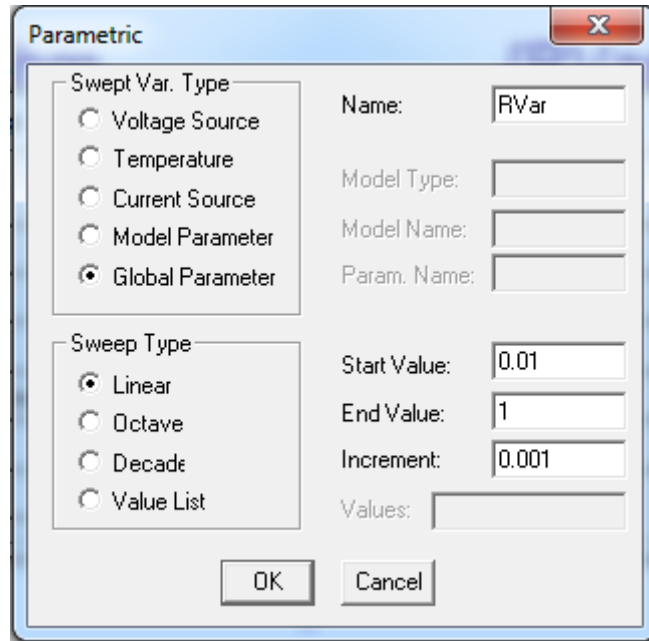 Parametric
Swept Var. Type
Voltage Source
Temperature
Current Source
Model Parameter
Global Parameter
Name:
RVar
Model Type:
Model Name:
Param. Name:
Sweep Type
Linear
Octave
Decade
Value List
Start Value:
0.01
End Value:
1
Increment:
0.001
Values:
OK
Cancel